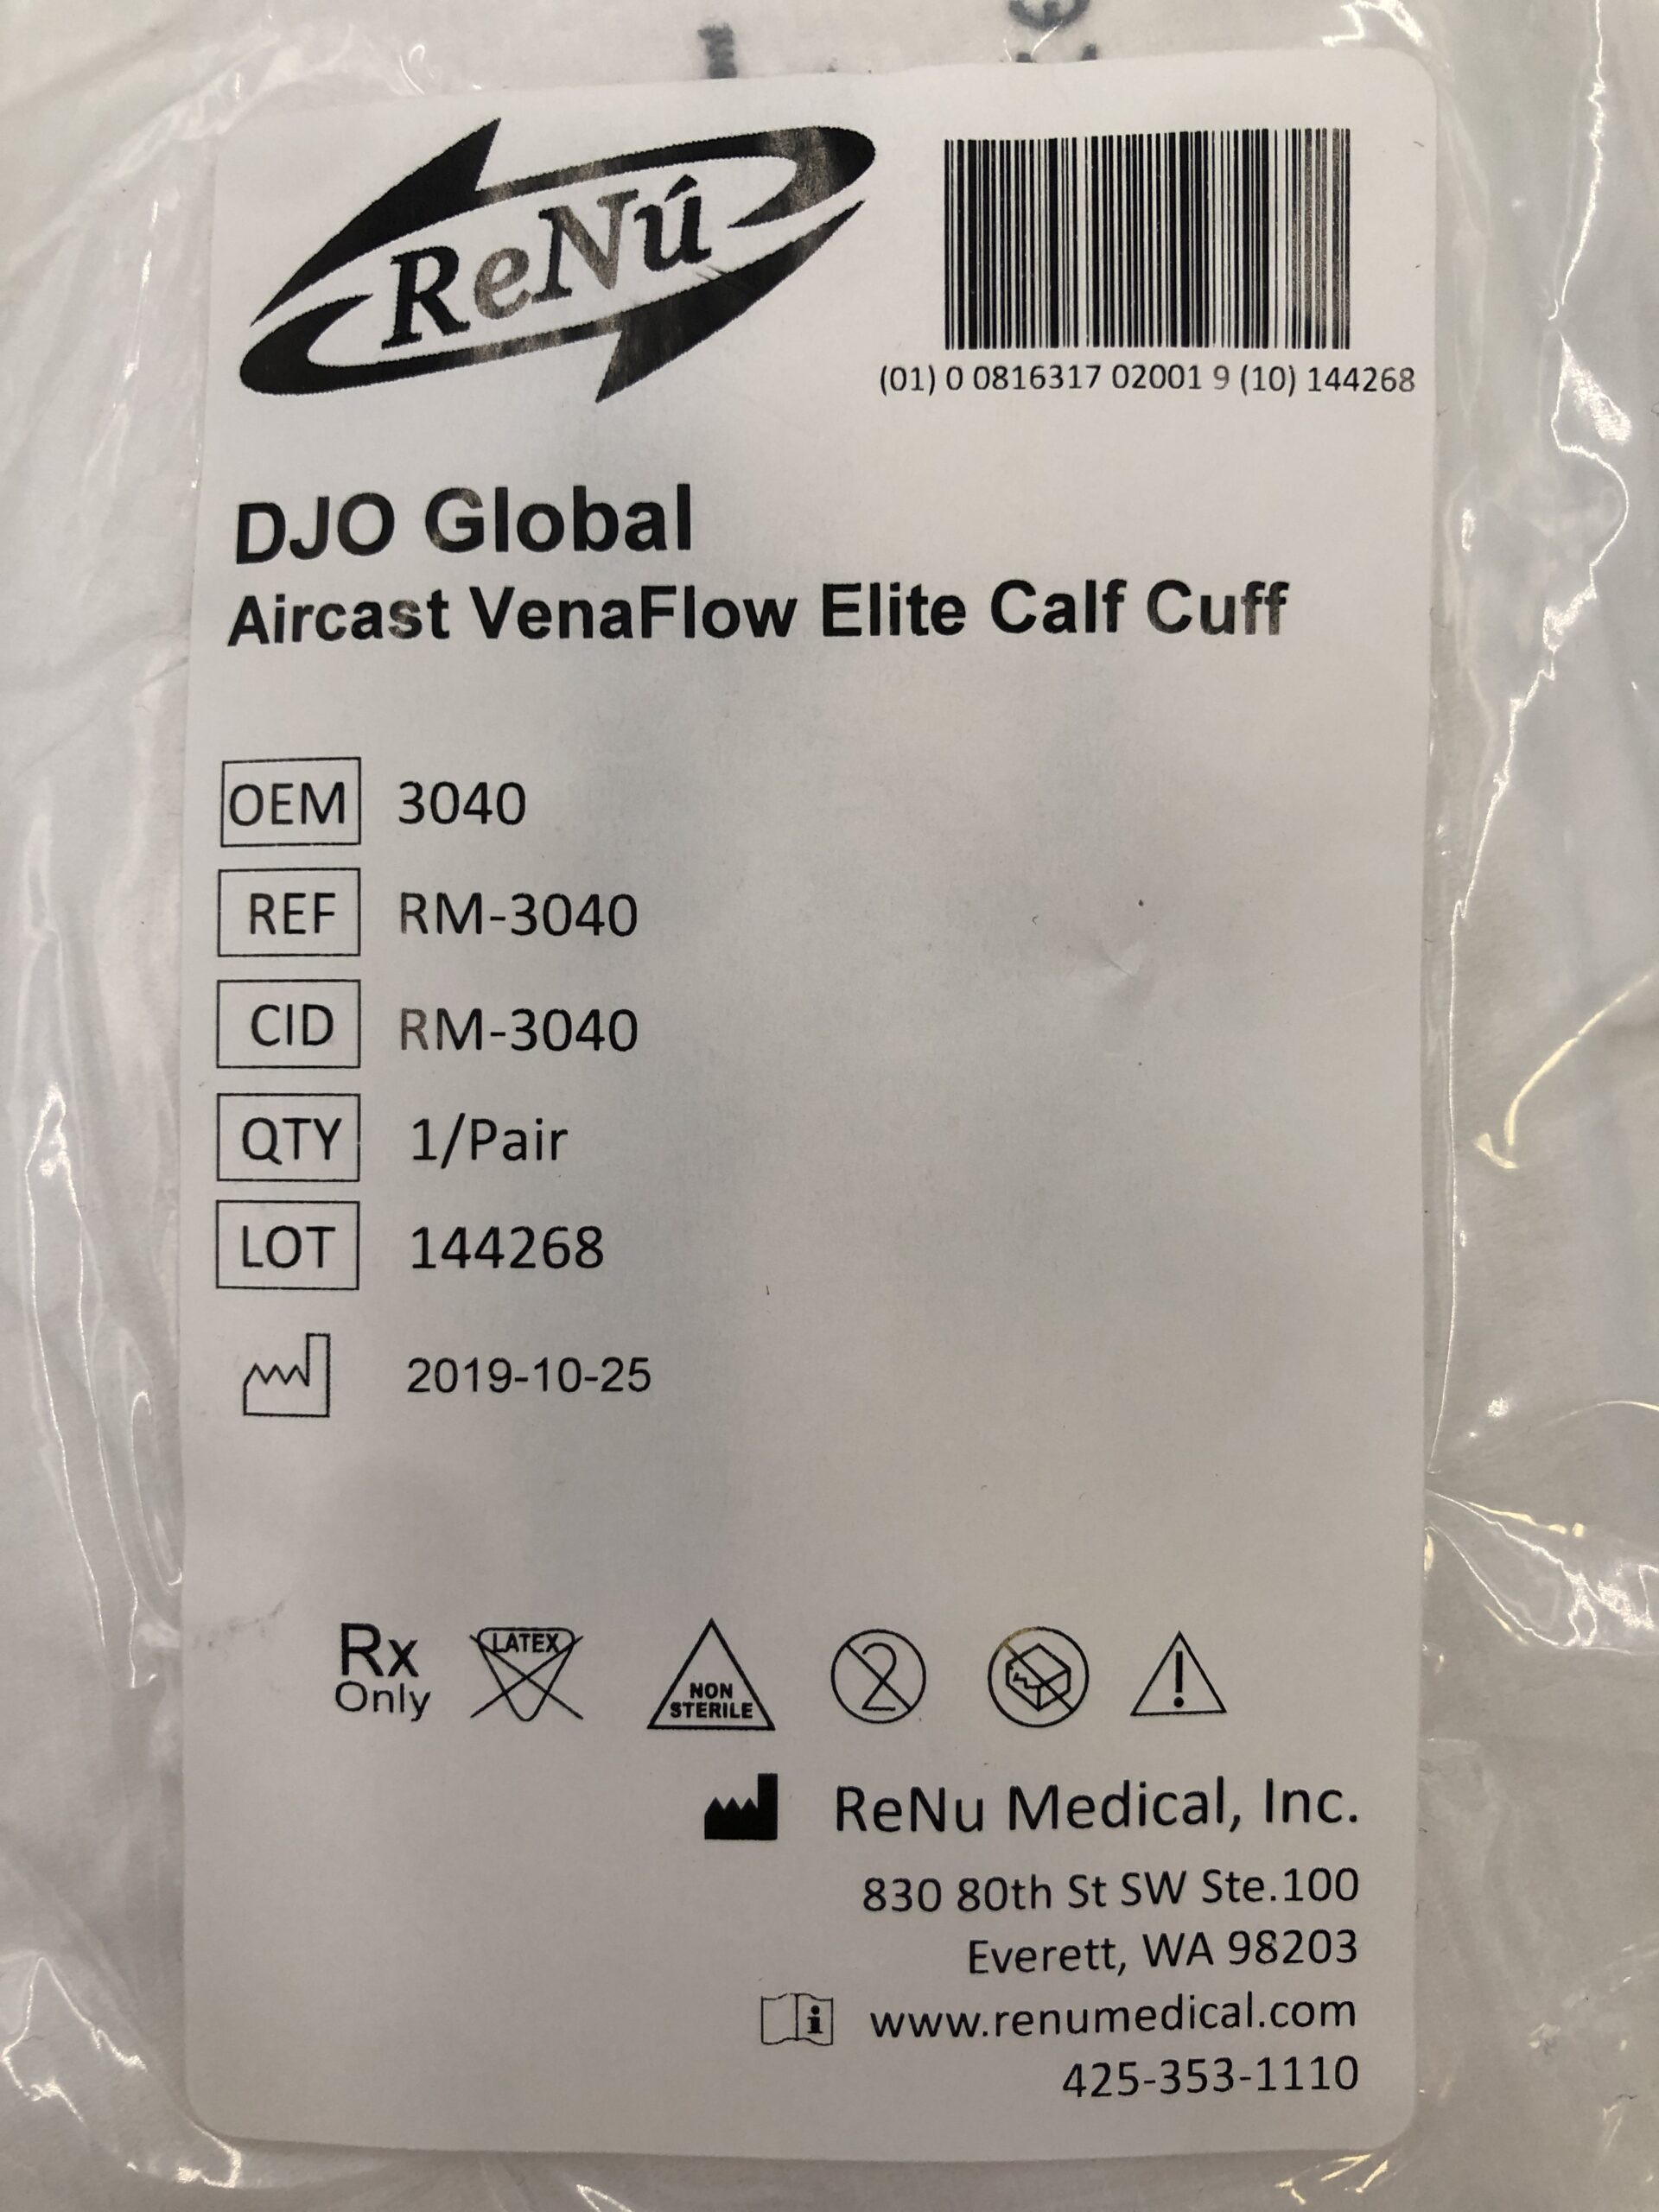 ReNú
(01) 0 0816317 02001 9 (10) 144268
DJO Global
Aircast VenaFlow Elite Calf Cuff
OEM 3040
REF RM-3040
CID RM-3040
QTY 1/Pair
LOT 144268
2019-10-25
Rx Only
LATEX
NON STERILE
2
ReNu Medical, Inc.
830 80th St SW Ste.100
Everett, WA 98203
www.renumedical.com
425-353-1110